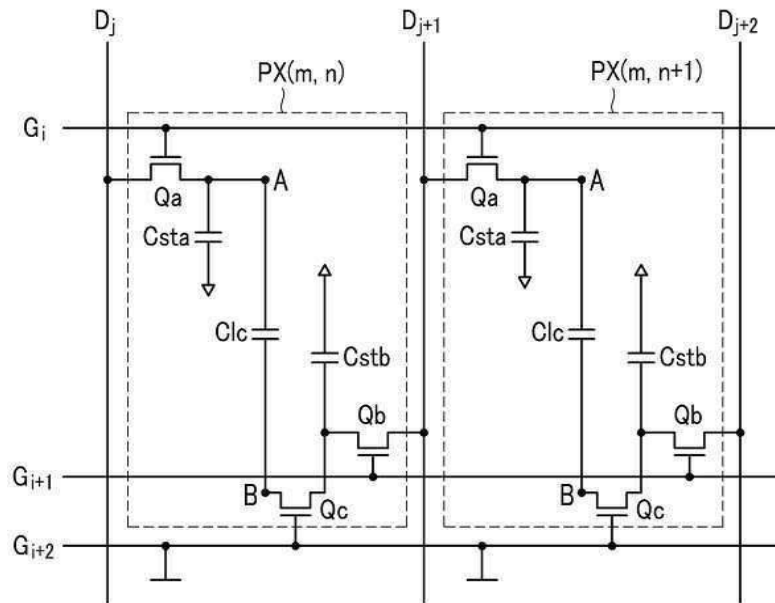 Dj Dj+1 Dj+2
PX(m, n) PX(m, n+1)
Gi
A A
Qa Qa
Csta Csta
Clc Cstb Clc Cstb
Qb Qb
Gi+1
B Qc B Qc
Gi+2